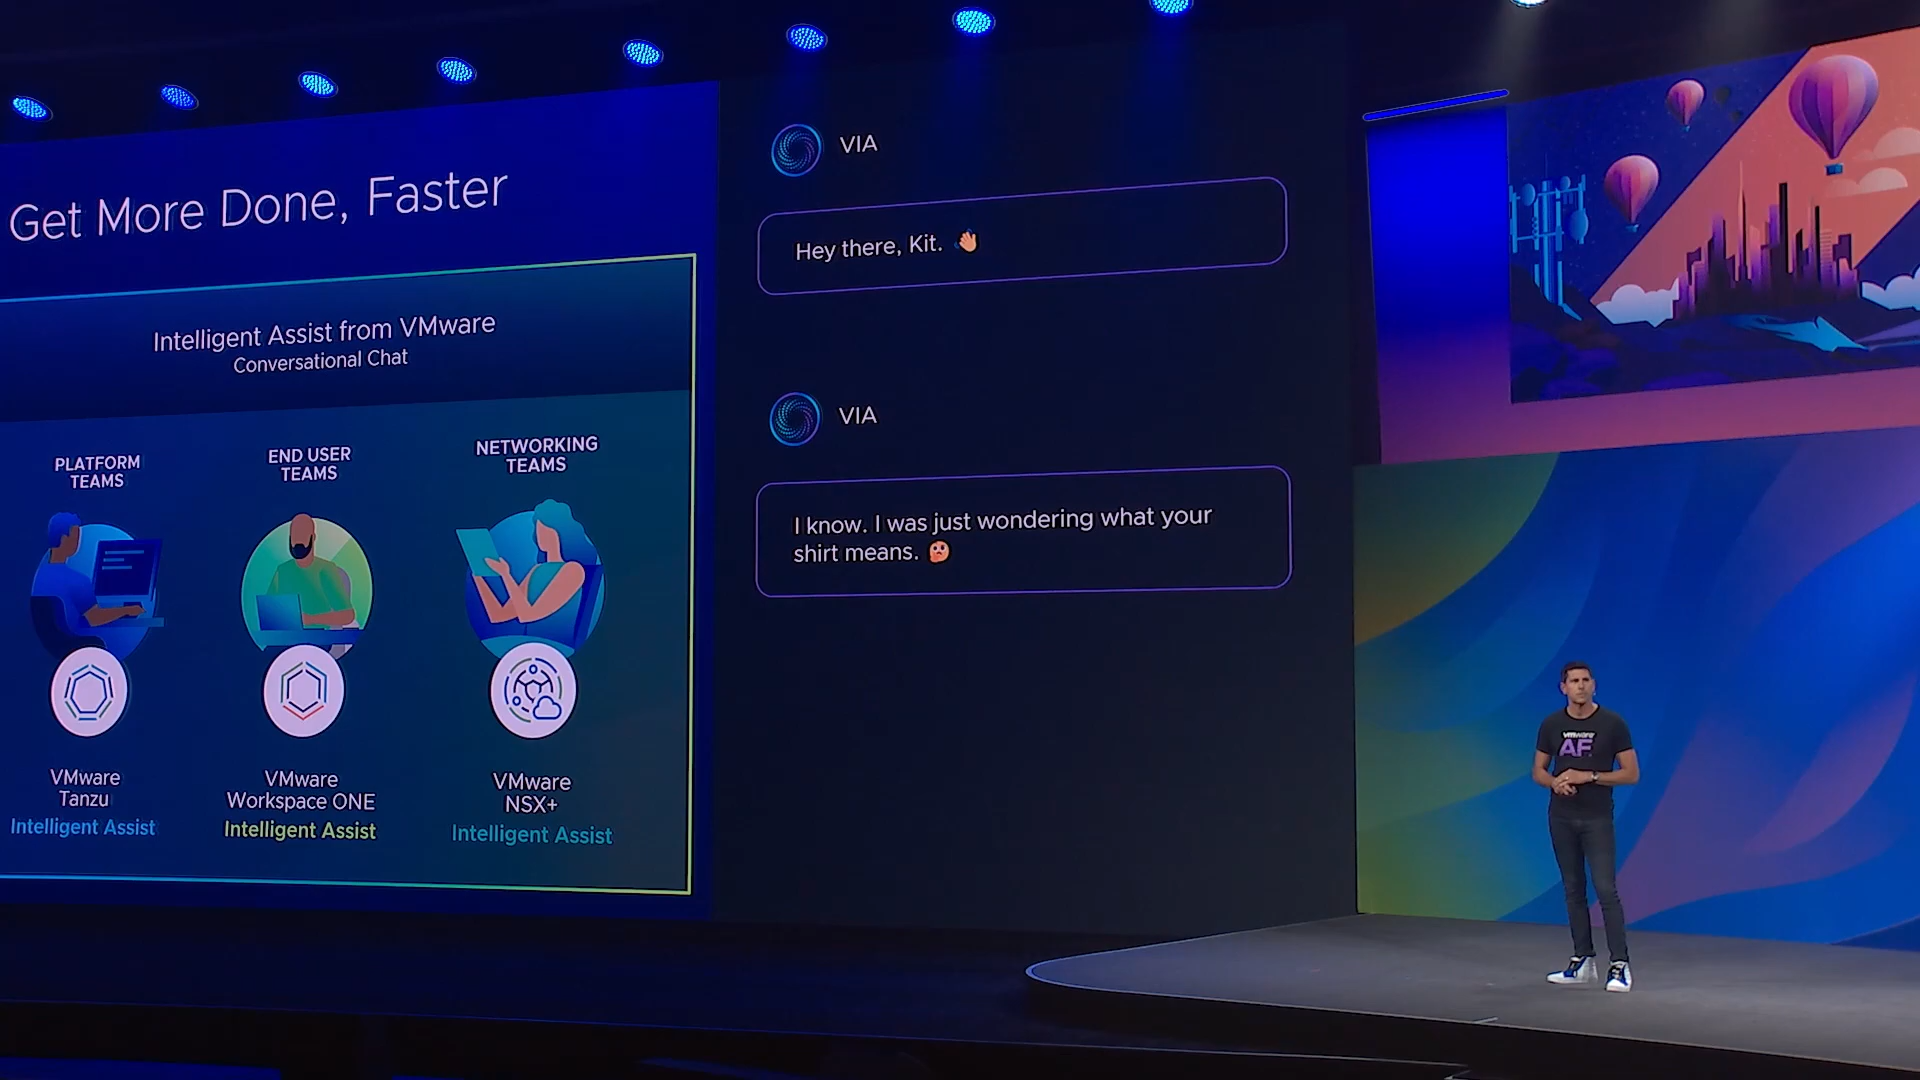 Get More Done, Faster
Intelligent Assist from VMware
Conversational Chat
PLATFORM
TEAMS
END USER
TEAMS
NETWORKING
TEAMS
VMware
Tanzu
Intelligent Assist
VMware
Workspace ONE
Intelligent Assist
VMware
NSX+
Intelligent Assist
VIA
Hey there, Kit. 👋
VIA
I know. I was just wondering what your
shirt means. 🤔
vmware
AF